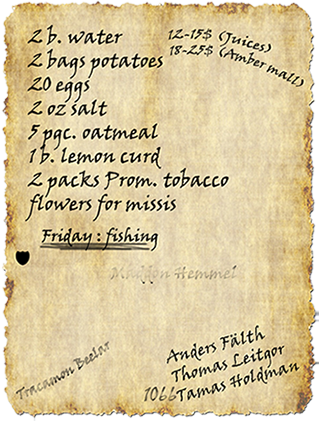 2 b. water
2 bags potatoes
20 eggs
2 oz salt
5 pgc. oatmeal
1 b. lemon curd
2 packs Prom. tobacco
flowers for missis
12-15$ (Juices)
18-25$ (Amber mall)
Friday : fishing
Maddon Hemmel
Tracamon Beelar
Anders Fälth
Thomas Leitgor
1066 Tamas Holdman